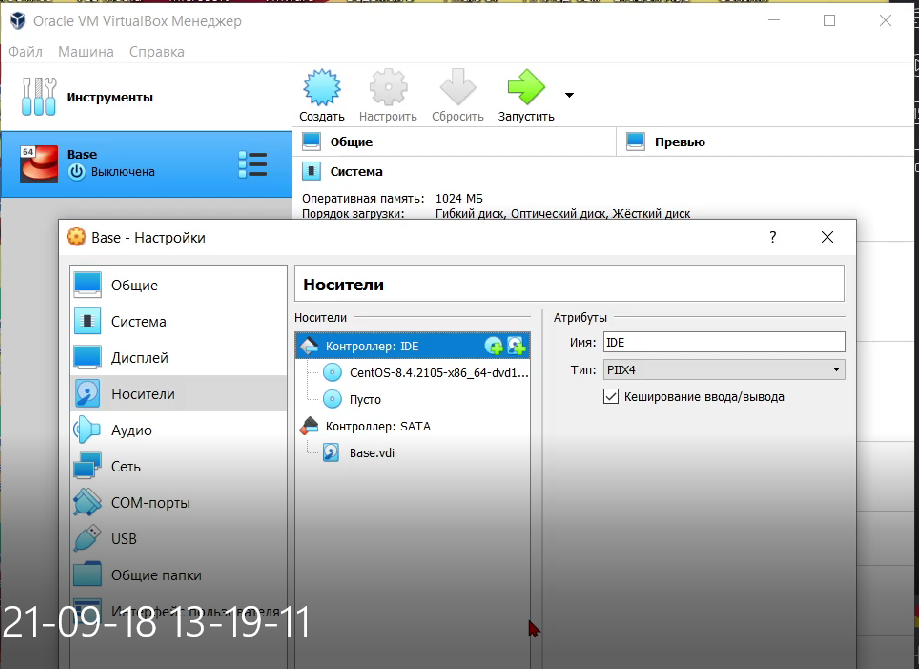 Oracle VM VirtualBox Менеджер
Файл Машина Справка
Инструменты
Создать Настроить Сбросить Запустить
64
Base
Выключена
Общие
Превью
Система
Оперативная память: 1024 МБ
Порядок загрузки: Гибкий диск, Оптический диск, Жёсткий диск
Base - Настройки
?
Общие
Система
Дисплей
Носители
Аудио
Сеть
COM-порты
USB
Общие папки
Интерфейс пользователя
Носители
Носители
Контроллер: IDE
CentOS-8.4.2105-x86_64-dvd1...
Пусто
Контроллер: SATA
Base.vdi
Атрибуты
Имя: IDE
Тип: PIIX4
Кеширование ввода/вывода
21-09-18 13-19-11